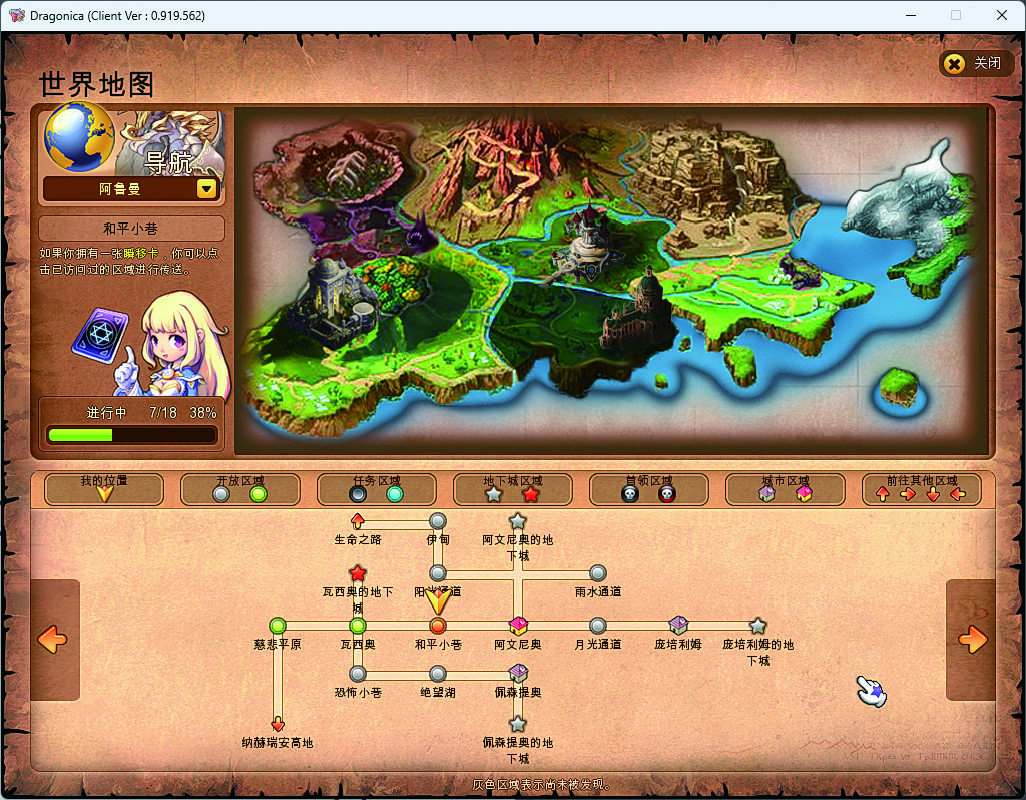 Dragonica (Client Ver : 0.919.562)
世界地图
关闭
导航
阿鲁曼
和平小巷
如果你拥有一张瞬移卡，你可以点
击已访问过的区域进行传送。
进行中 7/18 38%
我的位置
开放区域
任务区域
地下城区域
首领区域
城市区域
前往其他区域
生命之路
伊甸
阿文尼奥的地
下城
瓦西奥的地下
城
阳光通道
雨水通道
慈悲平原
瓦西奥
和平小巷
阿文尼奥
月光通道
庞培利姆
庞培利姆的地
下城
恐怖小巷
绝望湖
佩森提奥
纳赫瑞安高地
佩森提奥的地
下城
灰色区域表示尚未被发现。